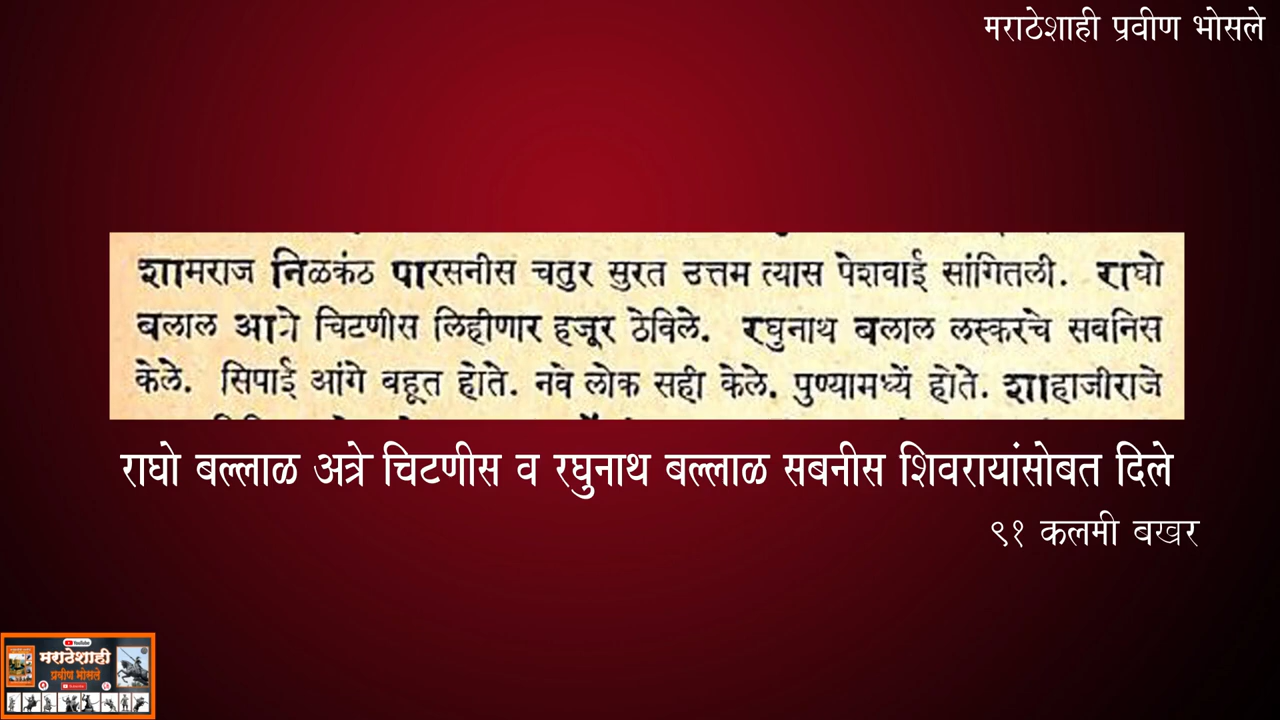 मराठेशाही प्रवीण भोसले
शामराज निळकंठ पारसनीस चतुर सुरत उत्तम त्यास पेशवाई सांगितली. राघो
बलाल आत्रे चिटणीस लिहीणार हजूर ठेविले. रघुनाथ बलाल लस्करचे सबनिस
केले. सिपाई आंगे बहूत होते. नवे लोक सही केले. पुण्यामध्यें होते. शाहाजीराजे
राघो बल्लाळ अत्रे चिटणीस व रघुनाथ बल्लाळ सबनीस शिवरायांसोबत दिले
९१ कलमी बखर
YouTube
मराठेशाही
प्रवीण भोसले